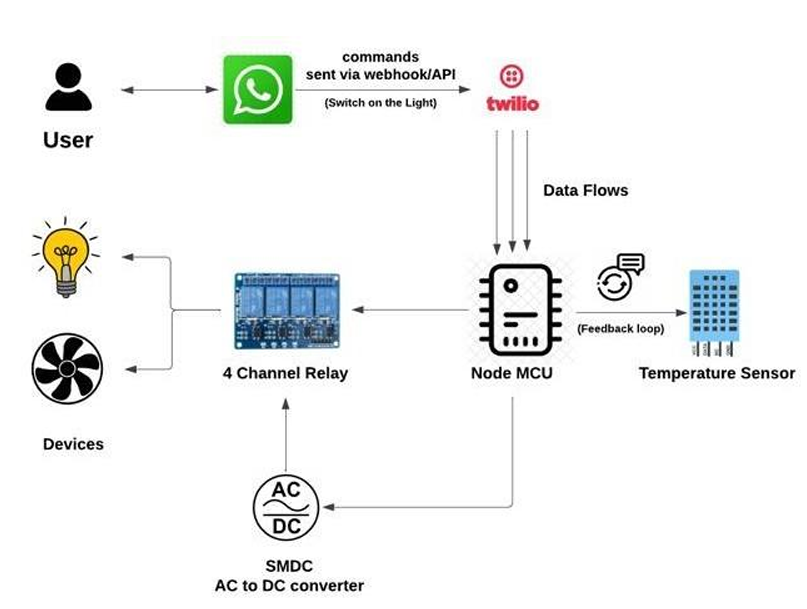 commands
sent via webhook/API
(Switch on the Light)
twilio
User
Data Flows
(Feedback loop)
4 Channel Relay
Node MCU
Temperature Sensor
Devices
AC
DC
SMDC
AC to DC converter